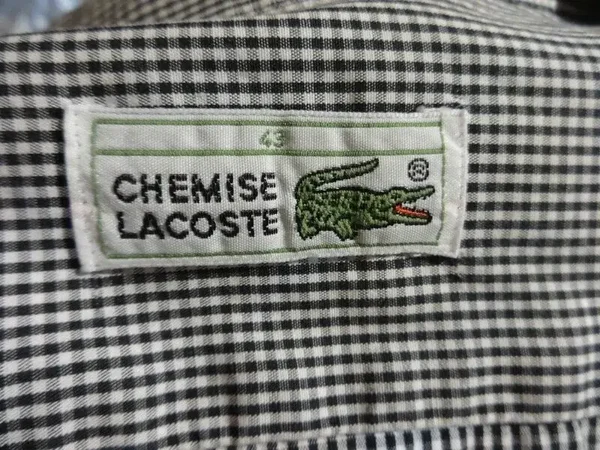 43
CHEMISE
LACOSTE
®